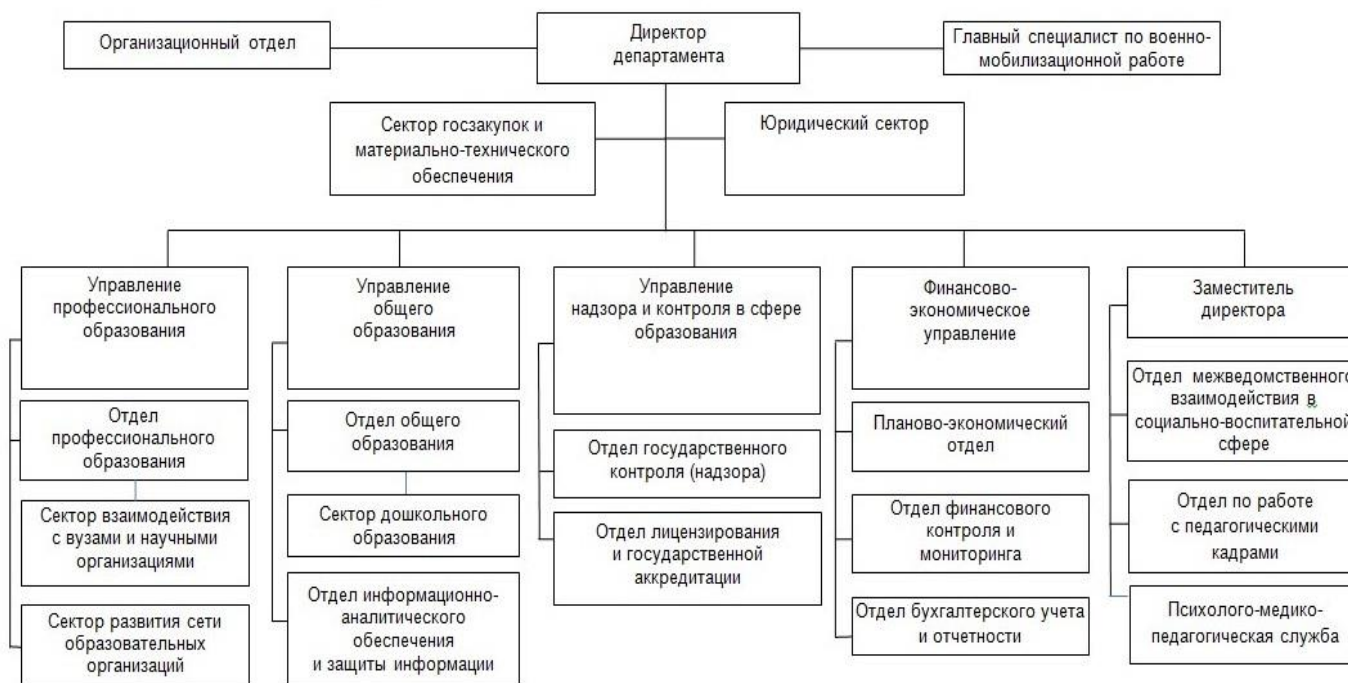 Организационный отдел
Директор
департамента
Главный специалист по военно-
мобилизационной работе
Сектор госзакупок и
материально-технического
обеспечения
Юридический сектор
Управление
профессионального
образования
Управление
общего
образования
Управление
надзора и контроля в сфере
образования
Финансово-
экономическое
управление
Заместитель
директора
Отдел
профессионального
образования
Отдел общего
образования
Отдел государственного
контроля (надзора)
Планово-экономический
отдел
Отдел межведомственного
взаимодействия в
социально-воспитательной
сфере
Сектор взаимодействия
с вузами и научными
организациями
Сектор дошкольного
образования
Отдел лицензирования
и государственной
аккредитации
Отдел финансового
контроля и
мониторинга
Отдел по работе
с педагогическими
кадрами
Сектор развития сети
образовательных
организаций
Отдел информационно-
аналитического
обеспечения
и защиты информации
Отдел бухгалтерского учета
и отчетности
Психолого-медико-
педагогическая служба